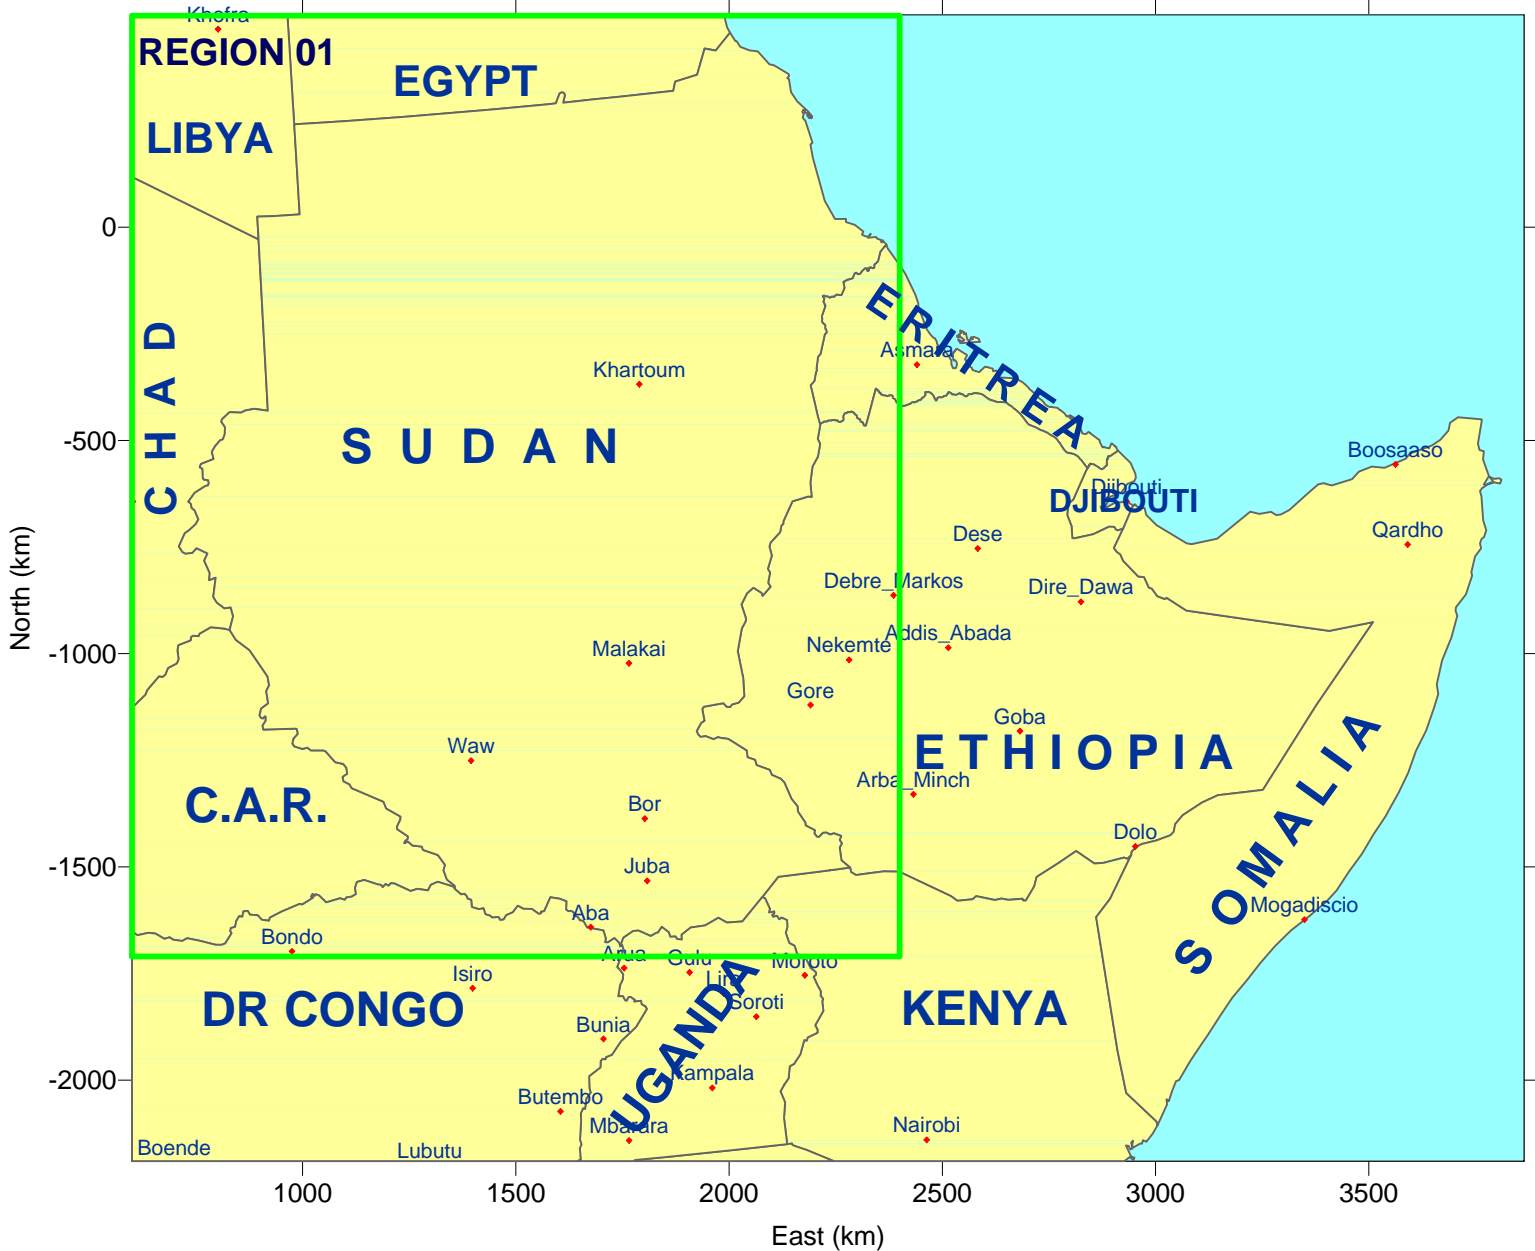 Khofra
REGION 01
EGYPT
LIBYA
0
ERITREA
CHAD
Asmara
Khartoum
-500
SUDAN
Boosaaso
Djibouti
DJIBOUTI
Qardho
Dese
North (km)
Debre_Markos
Dire_Dawa
Addis_Abada
-1000
Malakai
Nekemte
Gore
Goba
Waw
ETHIOPIA
SOMALIA
Arba_Minch
C.A.R.
Bor
Dolo
-1500
Juba
Mogadiscio
Aba
Bondo
Arua
Gulu
Moroto
Isiro
Lira
DR CONGO
Soroti
KENYA
Bunia
UGANDA
-2000
Kampala
Butembo
Mbarara
Nairobi
Boende
Lubutu
1000
1500
2000
2500
3000
3500
East (km)